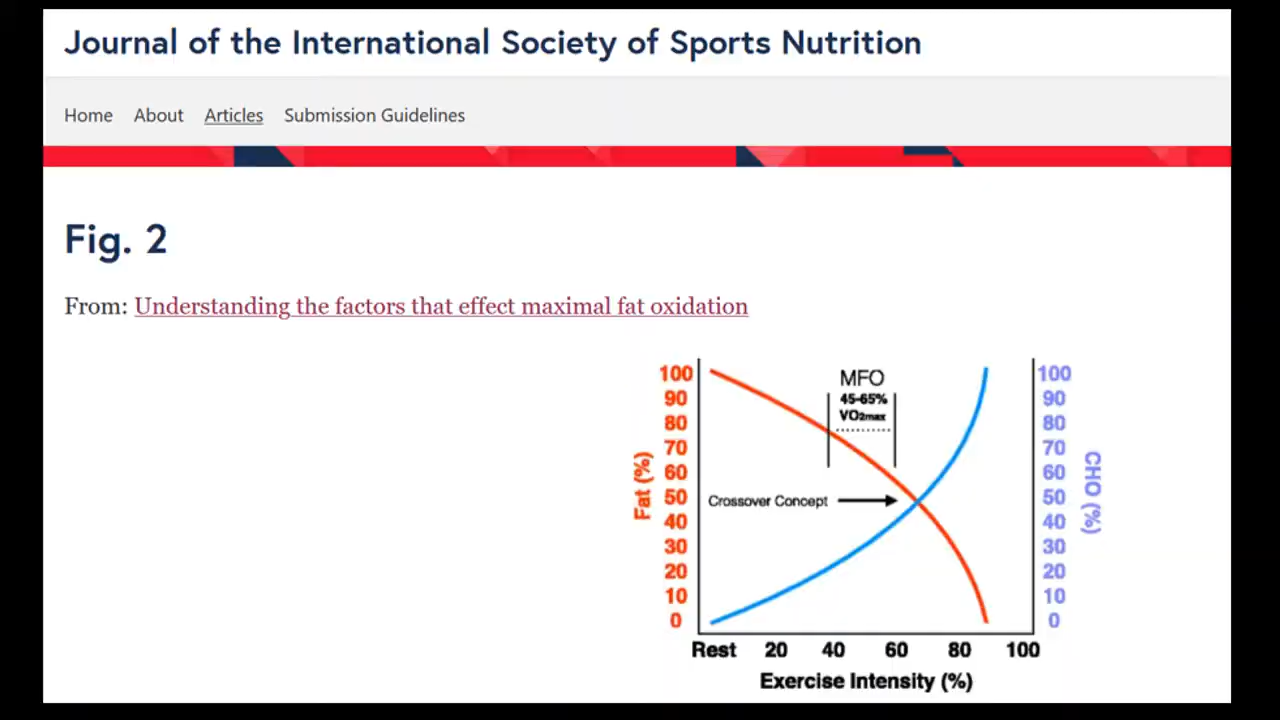 Journal of the International Society of Sports Nutrition
Home About Articles Submission Guidelines
Fig. 2
From: Understanding the factors that effect maximal fat oxidation
MFO
45-65%
VO2max
Crossover Concept
Fat (%)
100
90
80
70
60
50
40
30
20
10
0
100
90
80
70
60
50
40
30
20
10
0
CHO (%)
Rest 20 40 60 80 100
Exercise Intensity (%)